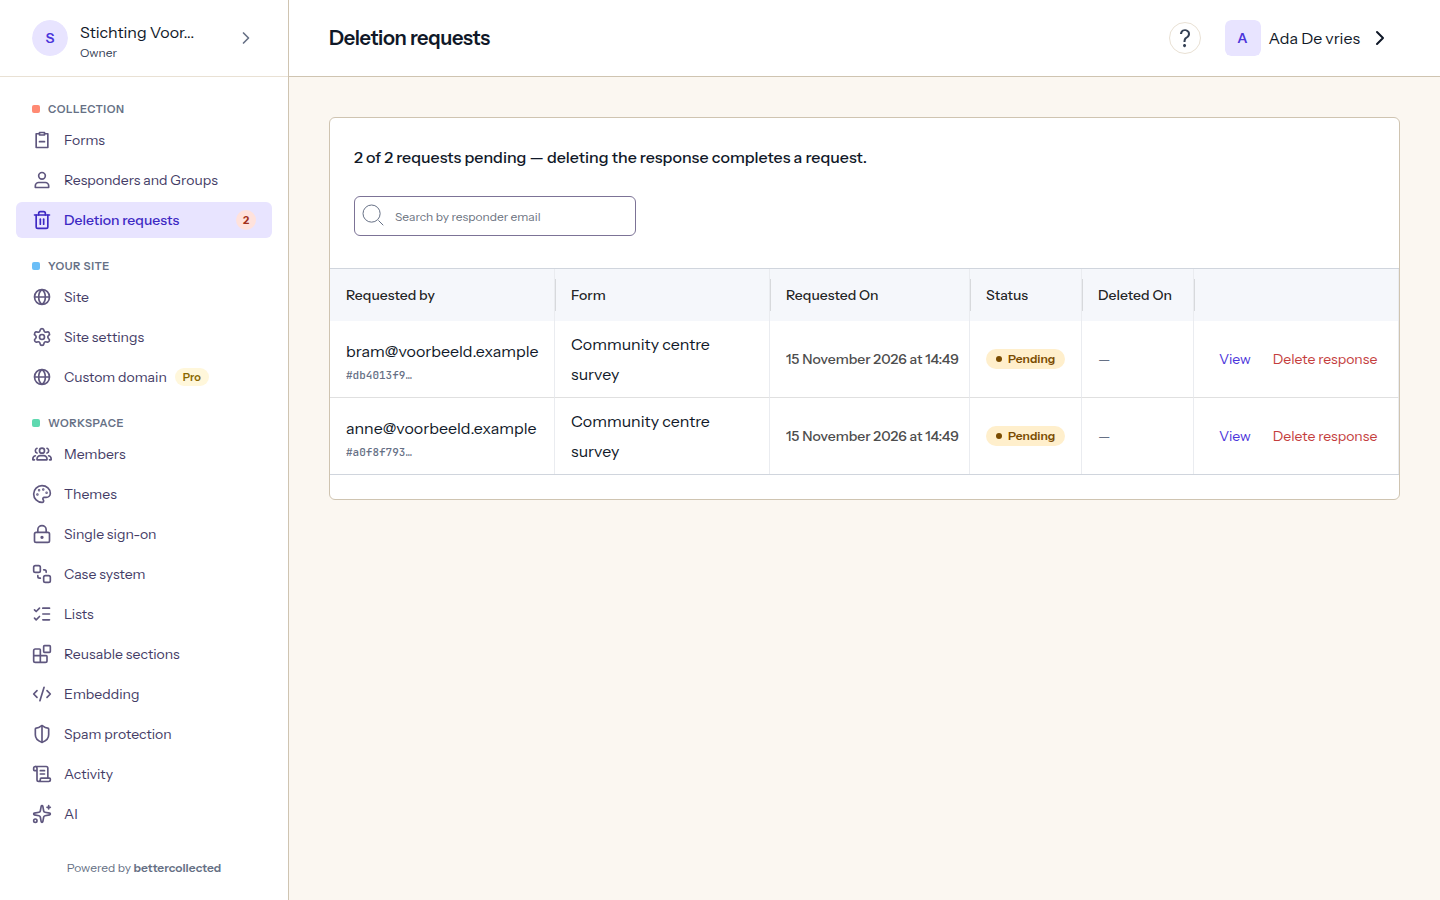 S
Stichting Voor...
Owner
Deletion requests
?
A
Ada De vries
COLLECTION
Forms
Responders and Groups
Deletion requests
2
YOUR SITE
Site
Site settings
Custom domain
Pro
WORKSPACE
Members
Themes
Single sign-on
Case system
Lists
Reusable sections
Embedding
Spam protection
Activity
AI
Powered by bettercollected
2 of 2 requests pending — deleting the response completes a request.
Search by responder email
Requested by
Form
Requested On
Status
Deleted On
bram@voorbeeld.example
#db4013f9…
Community centre
survey
15 November 2026 at 14:49
Pending
—
View
Delete response
anne@voorbeeld.example
#a0f8f793…
Community centre
survey
15 November 2026 at 14:49
Pending
—
View
Delete response